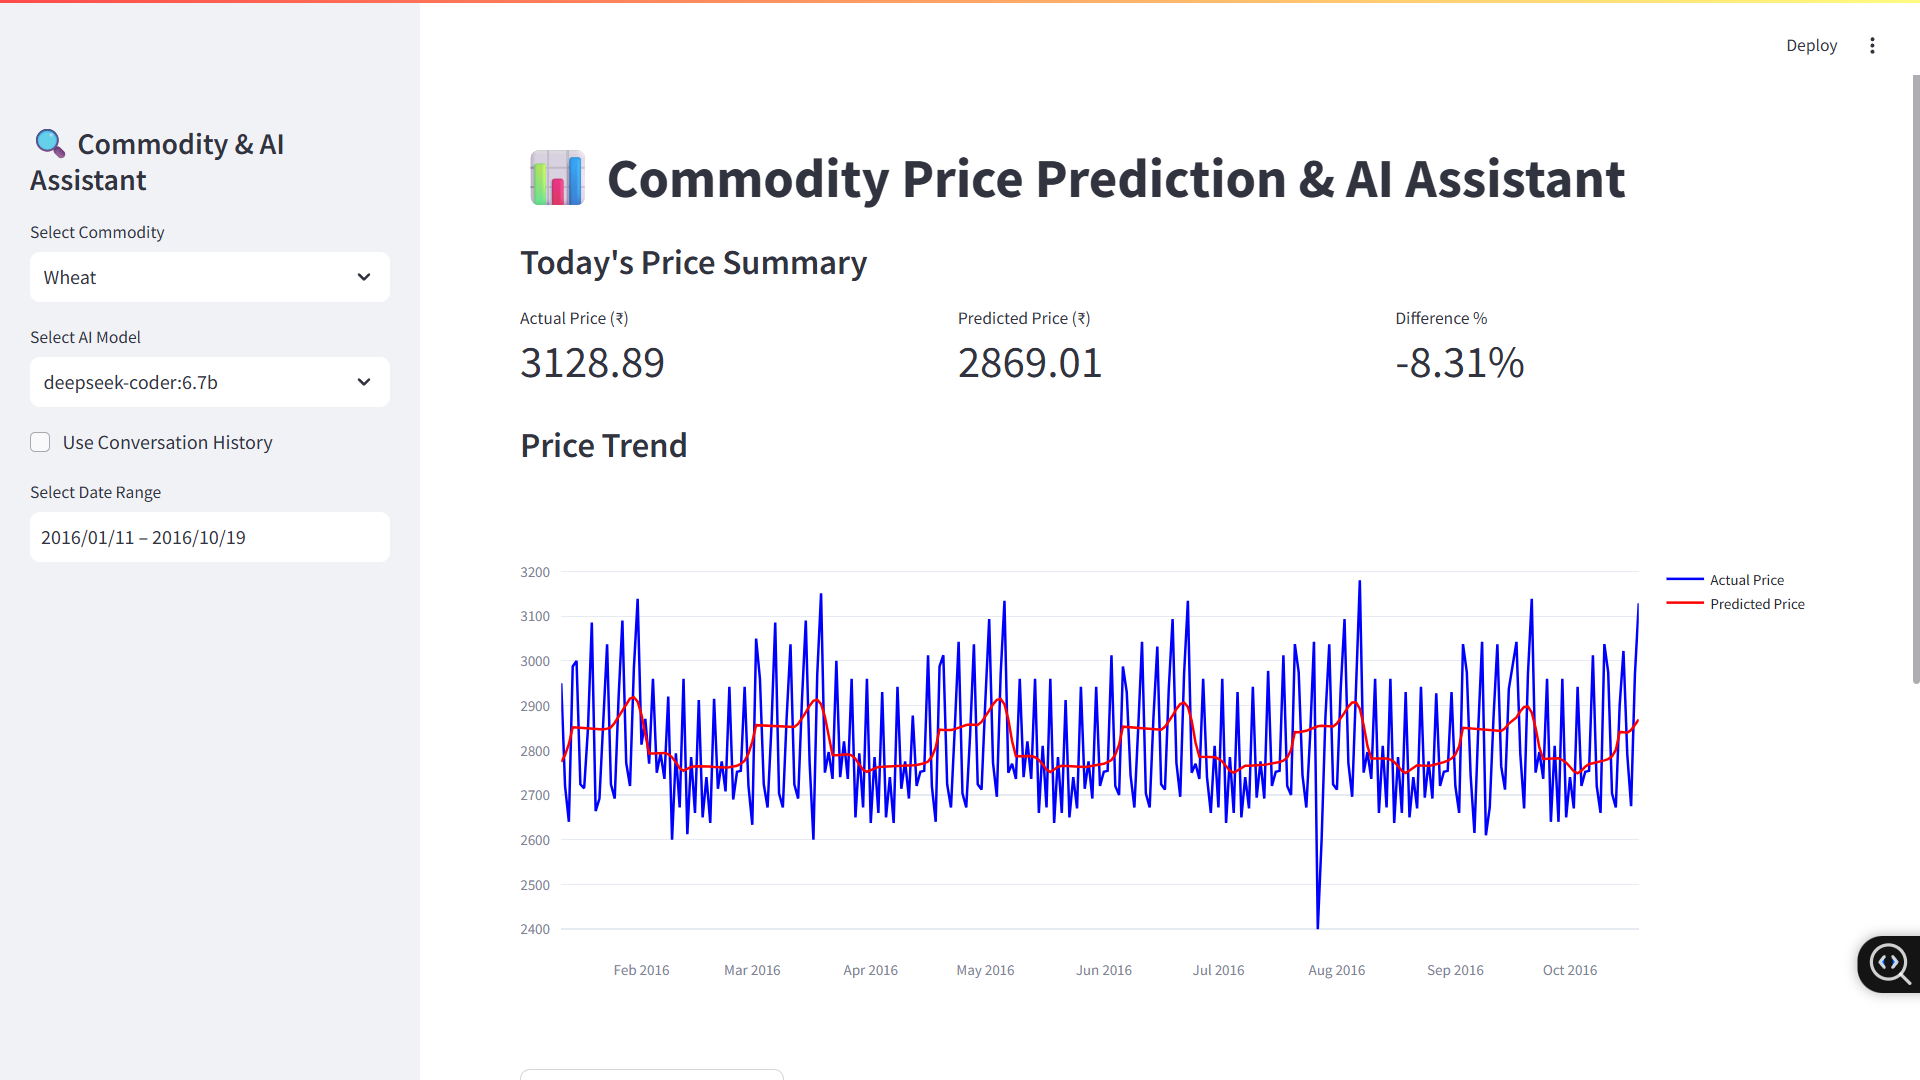 Deploy
Commodity & AI
Assistant
Select Commodity
Wheat
Select AI Model
deepseek-coder:6.7b
Use Conversation History
Select Date Range
2016/01/11 – 2016/10/19
Commodity Price Prediction & AI Assistant
Today's Price Summary
Actual Price (₹)
3128.89
Predicted Price (₹)
2869.01
Difference %
-8.31%
Price Trend
3200
3100
3000
2900
2800
2700
2600
2500
2400
Feb 2016
Mar 2016
Apr 2016
May 2016
Jun 2016
Jul 2016
Aug 2016
Sep 2016
Oct 2016
Actual Price
Predicted Price